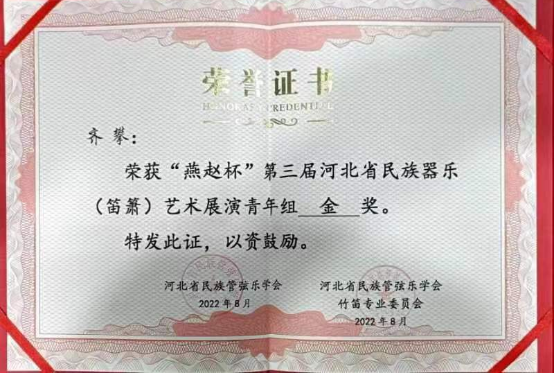 荣誉证书
齐攀：
荣获“燕赵杯”第三届河北省民族器乐
（笛萧）艺术展演青年组 金 奖。
特发此证，以资鼓励。
河北省民族管弦乐学会
2022年8月
河北省民族管弦乐学会
竹笛专业委员会
2022年8月